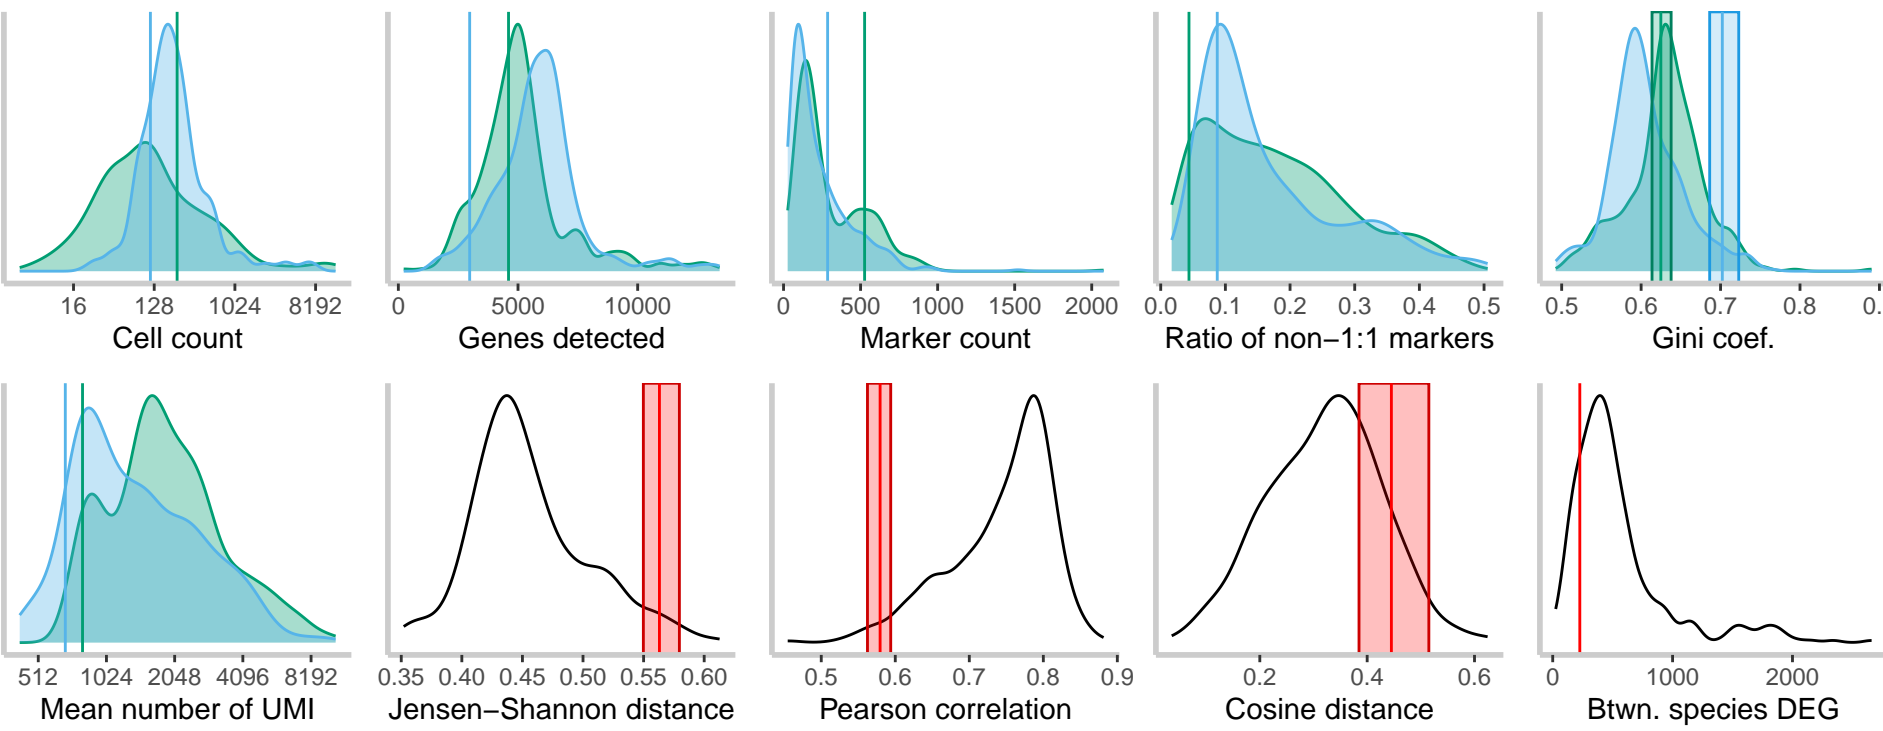 16 128 1024 8192
Cell count
0 5000 10000
Genes detected
0 500 1000 1500 2000
Marker count
0.0 0.1 0.2 0.3 0.4 0.5
Ratio of non−1:1 markers
0.5 0.6 0.7 0.8 0.
Gini coef.
512 1024 2048 4096 8192
Mean number of UMI
0.35 0.40 0.45 0.50 0.55 0.60
Jensen−Shannon distance
0.5 0.6 0.7 0.8 0.9
Pearson correlation
0.2 0.4 0.6
Cosine distance
0 1000 2000
Btwn. species DEG